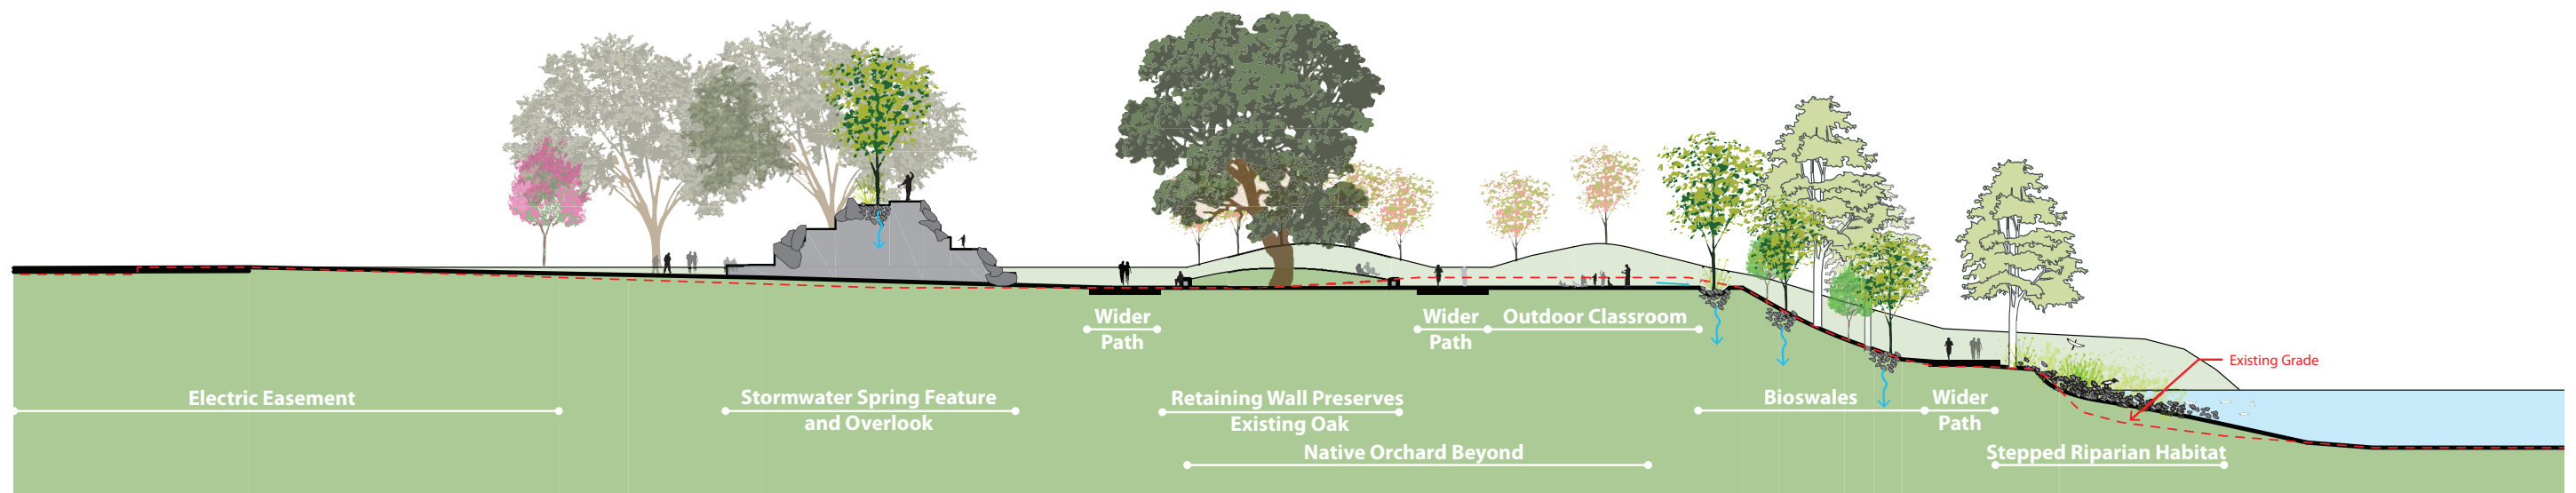 Wider
Path
Wider
Path
Outdoor Classroom
Existing Grade
Electric Easement
Stormwater Spring Feature
and Overlook
Retaining Wall Preserves
Existing Oak
Bioswales
Wider
Path
Native Orchard Beyond
Stepped Riparian Habitat